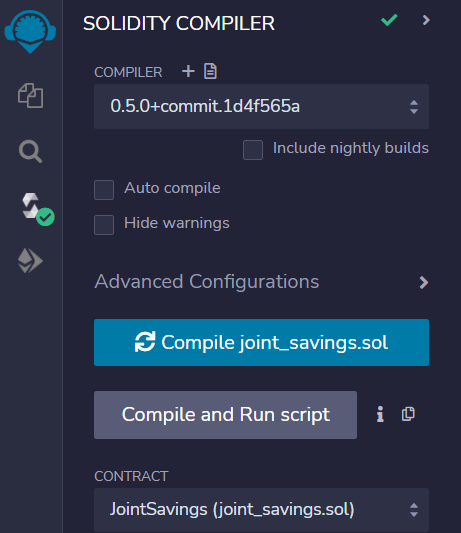 SOLIDITY COMPILER
COMPILER
0.5.0+commit.1d4f565a
Include nightly builds
Auto compile
Hide warnings
Advanced Configurations
Compile joint_savings.sol
Compile and Run script
CONTRACT
JointSavings (joint_savings.sol)